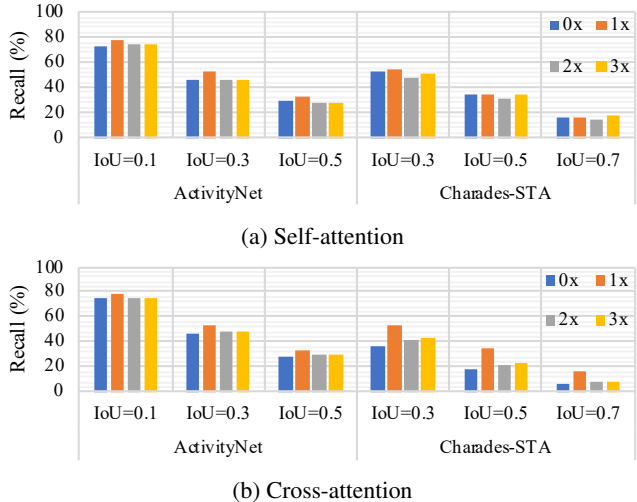 100
80
60
40
20
0
Recall (%)
0x 1x
2x 3x
IoU=0.1 IoU=0.3 IoU=0.5 IoU=0.3 IoU=0.5 IoU=0.7
ActivityNet Charades-STA
(a) Self-attention
100
80
60
40
20
0
Recall (%)
0x 1x
2x 3x
IoU=0.1 IoU=0.3 IoU=0.5 IoU=0.3 IoU=0.5 IoU=0.7
ActivityNet Charades-STA
(b) Cross-attention